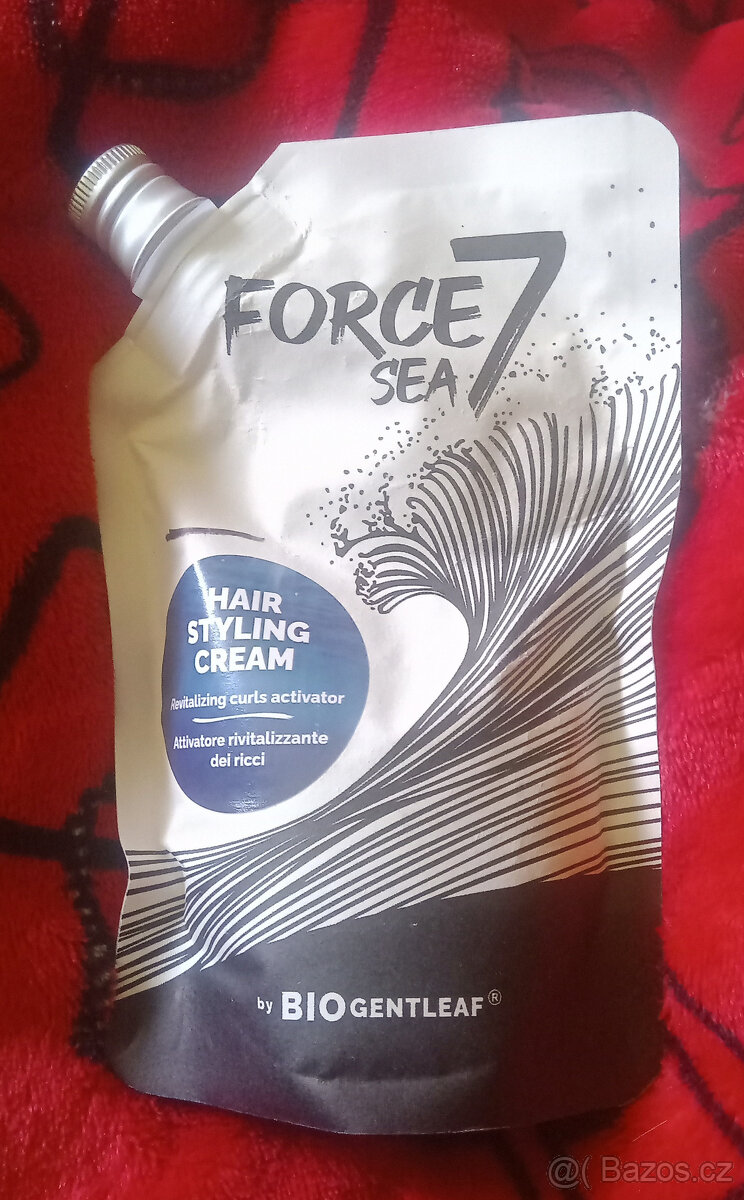 FORCE 7
SEA
HAIR
STYLING
CREAM
Revitalizing curls activator
Attivatore rivitalizzante
dei ricci
by BIOGENTLEAF®
@( Bazos.cz